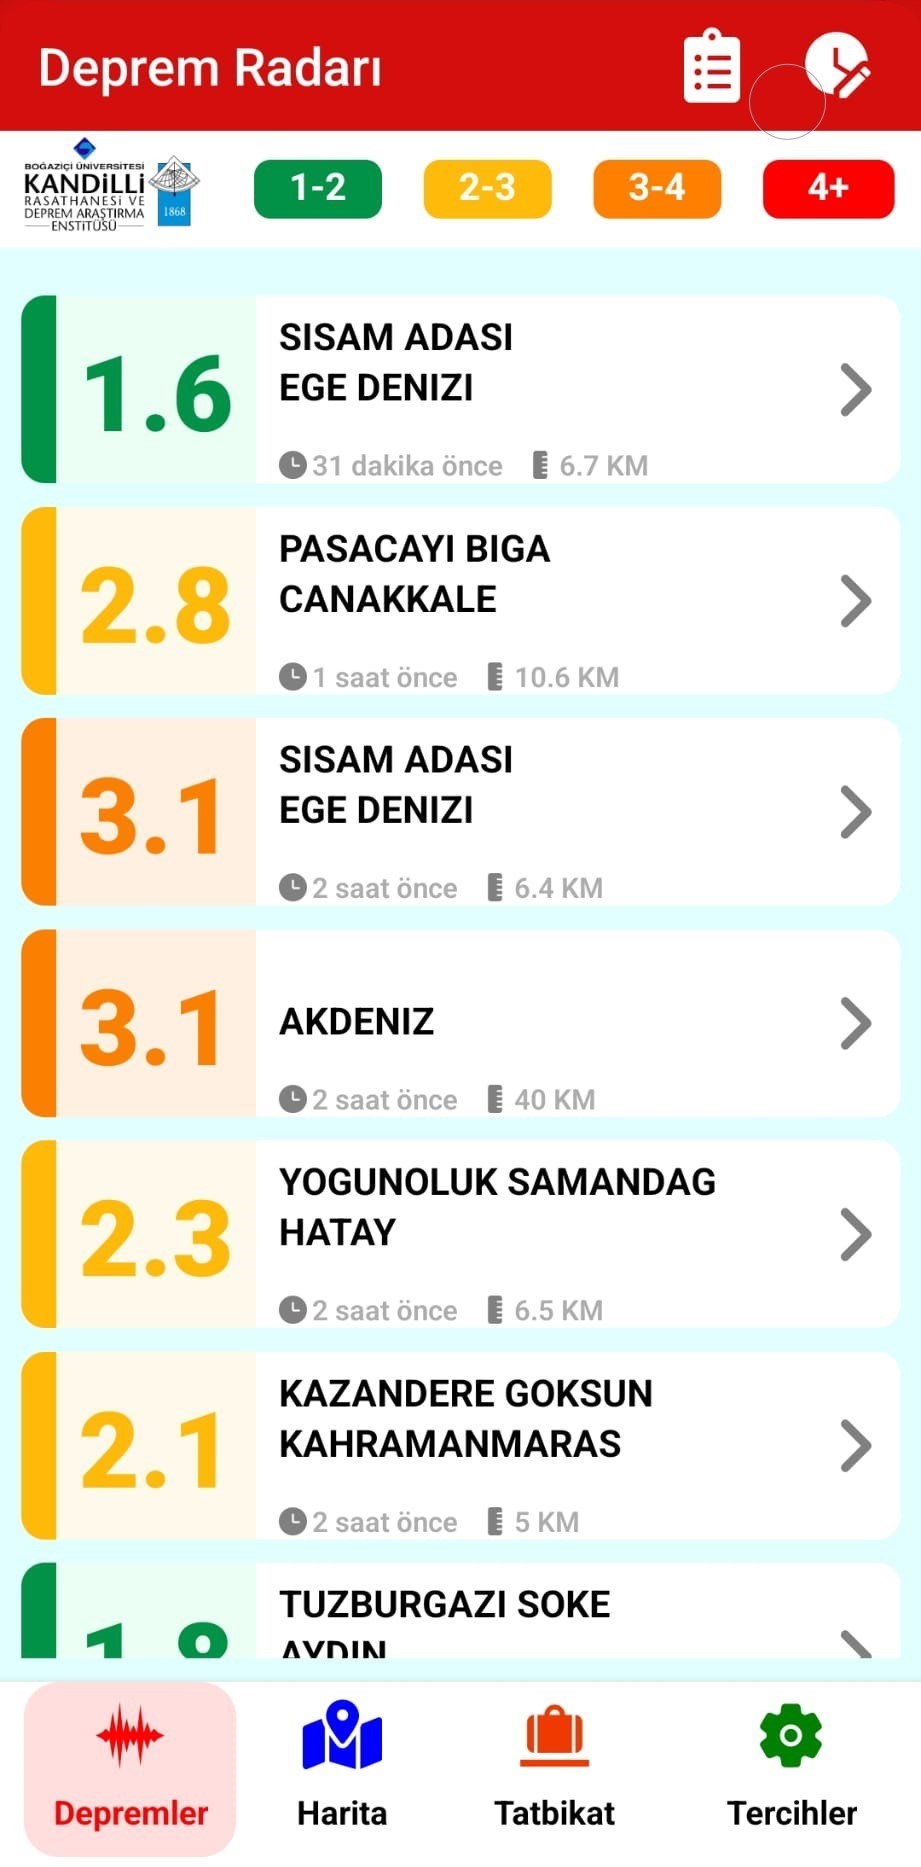 Deprem Radarı
BOĞAZİÇİ ÜNİVERSİTESİ
KANDİLLİ
RASATHANESİ VE
DEPREM ARAŞTIRMA
ENSTİTÜSÜ
1868
1-2
2-3
3-4
4+
1.6
SISAM ADASI
EGE DENIZI
31 dakika önce 6.7 KM
2.8
PASACAYI BIGA
CANAKKALE
1 saat önce 10.6 KM
3.1
SISAM ADASI
EGE DENIZI
2 saat önce 6.4 KM
3.1
AKDENIZ
2 saat önce 40 KM
2.3
YOGUNOLUK SAMANDAG
HATAY
2 saat önce 6.5 KM
2.1
KAZANDERE GOKSUN
KAHRAMANMARAS
2 saat önce 5 KM
TUZBURGAZI SOKE
AYDIN
Depremler
Harita
Tatbikat
Tercihler